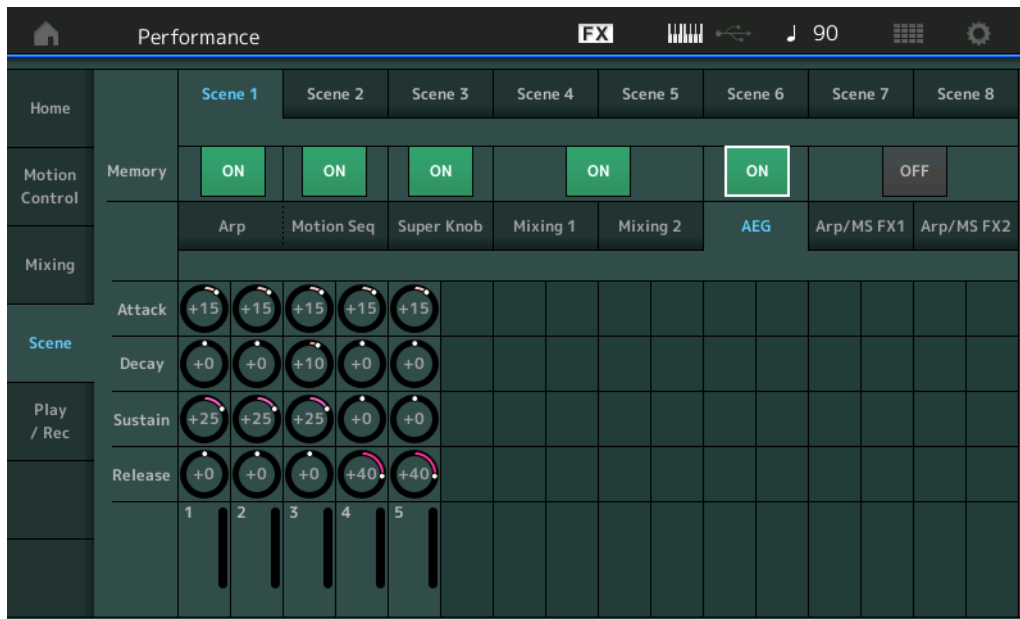 Performance FX 90
Scene 1 Scene 2 Scene 3 Scene 4 Scene 5 Scene 6 Scene 7 Scene 8
Home
Motion
Control
Mixing
Scene
Play
/ Rec
Memory ON ON ON ON ON OFF
Arp Motion Seq Super Knob Mixing 1 Mixing 2 AEG Arp/MS FX1 Arp/MS FX2
Attack +15 +15 +15 +15 +15
Decay +0 +0 +10 +0 +0
Sustain +25 +25 +25 +0 +0
Release +0 +0 +0 +40 +40
1 2 3 4 5